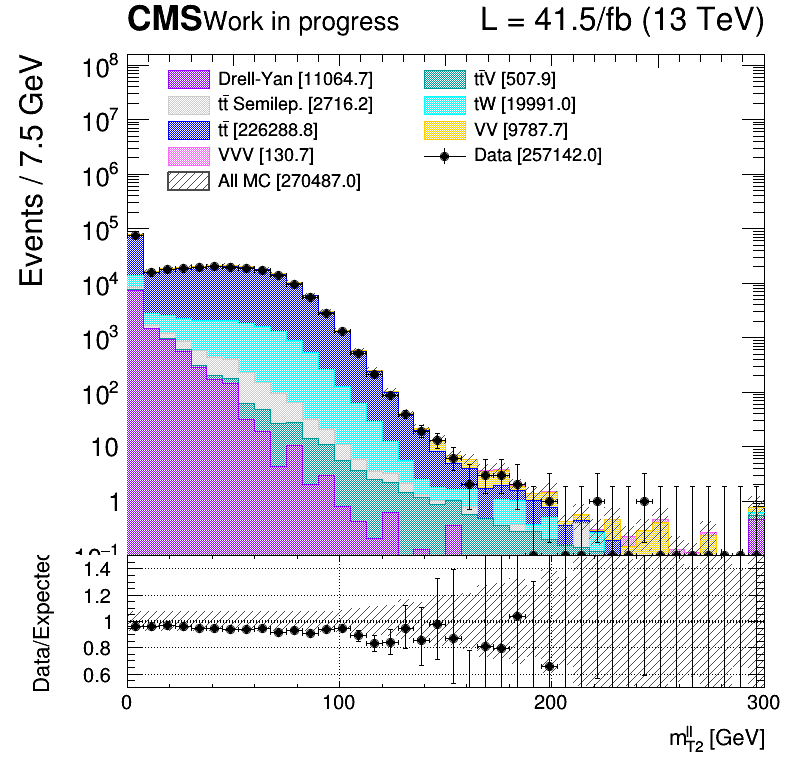 CMS Work in progress L = 41.5/fb (13 TeV)
Events / 7.5 GeV
10⁸
10⁷
10⁶
10⁵
10⁴
10³
10²
10
1
10⁻¹
Drell-Yan [11064.7]
tt̄ Semilep. [2716.2]
tt̄ [226288.8]
VVV [130.7]
All MC [270487.0]
tt̄V [507.9]
tW [19991.0]
VV [9787.7]
Data [257142.0]
Data/Expected
1.4
1.2
1
0.8
0.6
0 100 200 300
m_{T2}^{ll} [GeV]